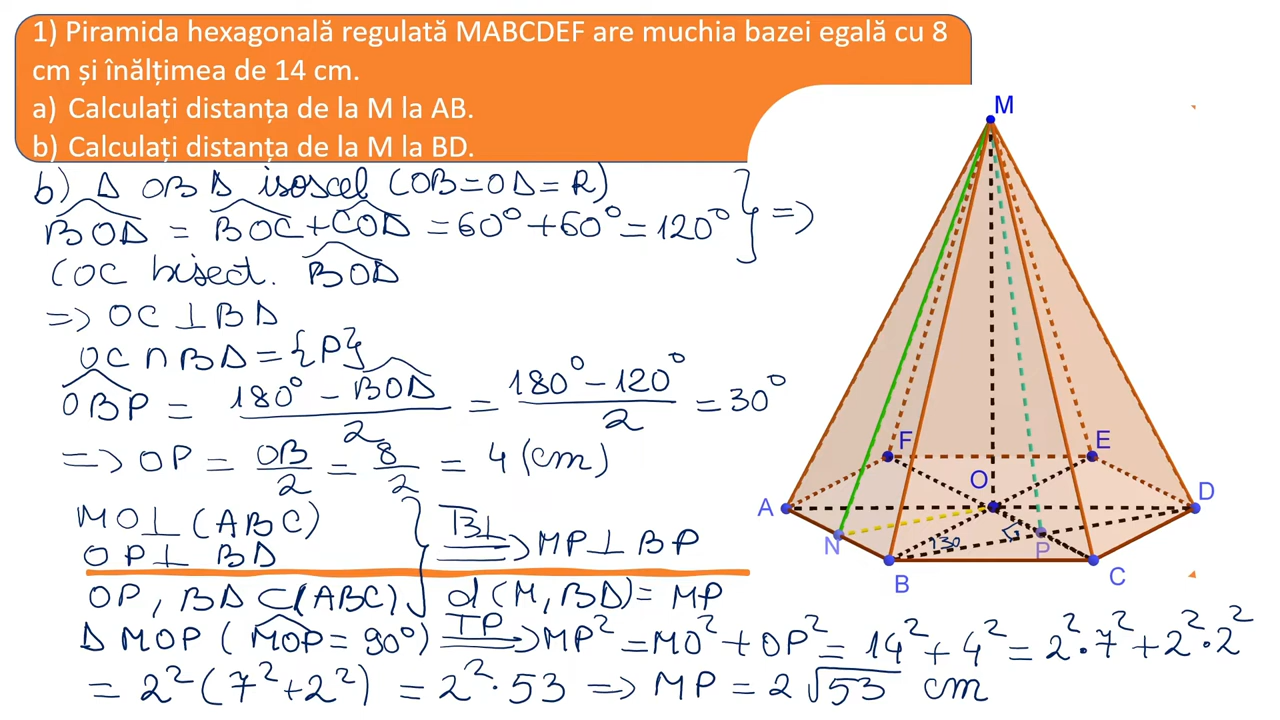 1) Piramida hexagonală regulată MABCDEF are muchia bazei egală cu 8
cm și înălțimea de 14 cm.
a) Calculați distanța de la M la AB.
b) Calculați distanța de la M la BD.
b) Δ OBD isoscel (OB=OD=R)
BOD = BOC+COD = 60° + 60° = 120° } =>
(OC bisect. BOD
=> OC ⊥ BD
OC ∩ BD = {P}
OBP = (180° - BOD)/2 = (180° - 120°)/2 = 30°
=> OP = OB/2 = 8/2 = 4 (cm)
MO ⊥ (ABC)
OP ⊥ BD } T3⊥ => MP ⊥ BP
OP, BD ⊂ (ABC) d(M, BD) = MP
Δ MOP (MOP = 90°) TP => MP² = MO² + OP² = 14² + 4² = 2²·7² + 2²·2²
= 2²(7²+2²) = 2²·53 => MP = 2√53 cm
M
F
E
O
A
D
N
30
P
B
C